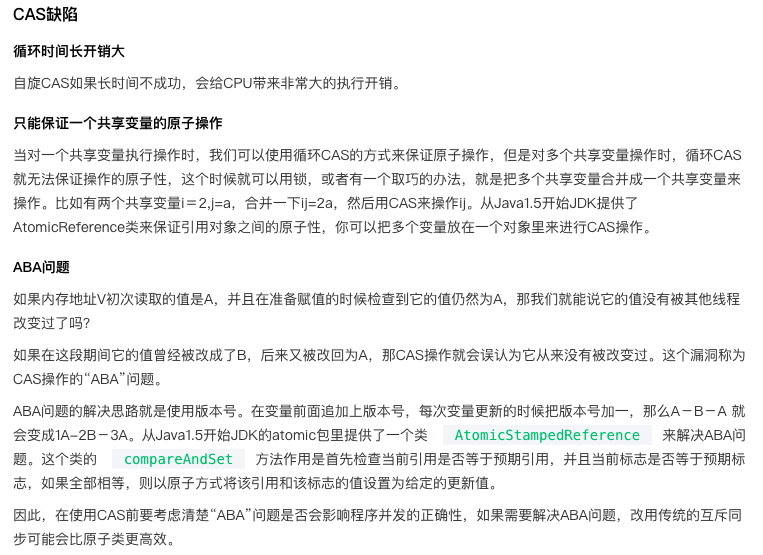 CAS缺陷
循环时间长开销大
自旋CAS如果长时间不成功，会给CPU带来非常大的执行开销。
只能保证一个共享变量的原子操作
当对一个共享变量执行操作时，我们可以使用循环CAS的方式来保证原子操作，但是对多个共享变量操作时，循环CAS
就无法保证操作的原子性，这个时候就可以用锁，或者有一个取巧的办法，就是把多个共享变量合并成一个共享变量来
操作。比如有两个共享变量i＝2,j=a，合并一下ij=2a，然后用CAS来操作ij。从Java1.5开始JDK提供了
AtomicReference类来保证引用对象之间的原子性，你可以把多个变量放在一个对象里来进行CAS操作。
ABA问题
如果内存地址V初次读取的值是A，并且在准备赋值的时候检查到它的值仍然为A，那我们就能说它的值没有被其他线程
改变过了吗?
如果在这段期间它的值曾经被改成了B，后来又被改回为A，那CAS操作就会误认为它从来没有被改变过。这个漏洞称为
CAS操作的“ABA”问题。
ABA问题的解决思路就是使用版本号。在变量前面追加上版本号，每次变量更新的时候把版本号加一，那么A－B－A 就
会变成1A-2B－3A。从Java1.5开始JDK的atomic包里提供了一个类 AtomicStampedReference 来解决ABA问
题。这个类的 compareAndSet 方法作用是首先检查当前引用是否等于预期引用，并且当前标志是否等于预期标
志，如果全部相等，则以原子方式将该引用和该标志的值设置为给定的更新值。
因此，在使用CAS前要考虑清楚“ABA”问题是否会影响程序并发的正确性，如果需要解决ABA问题，改用传统的互斥同
步可能会比原子类更高效。